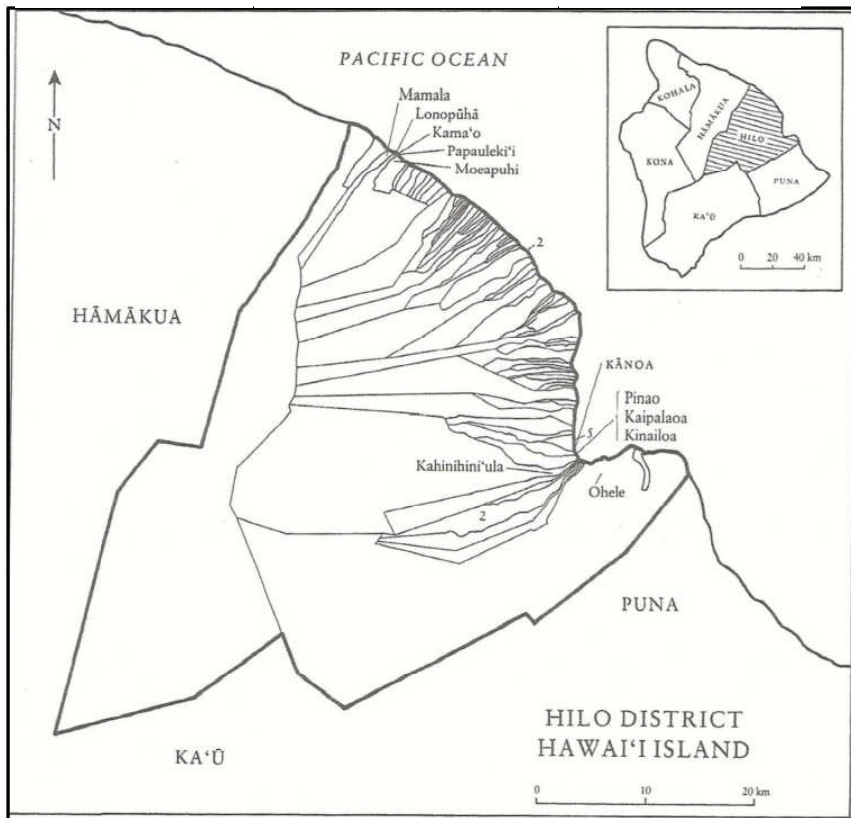 PACIFIC OCEAN
N
Mamala
Lonopūhā
Kama‘o
Papauleki‘i
Moeapuhi
2
HĀMĀKUA
KĀNOA
Pinao
Kaipalaoa
Kinailoa
5
Kahinihini‘ula
Ohele
2
PUNA
KA‘Ū
HILO DISTRICT
HAWAI‘I ISLAND
0 10 20 km
KOHALA
HĀMĀKUA
HILO
KONA
PUNA
KA‘Ū
0 20 40 km